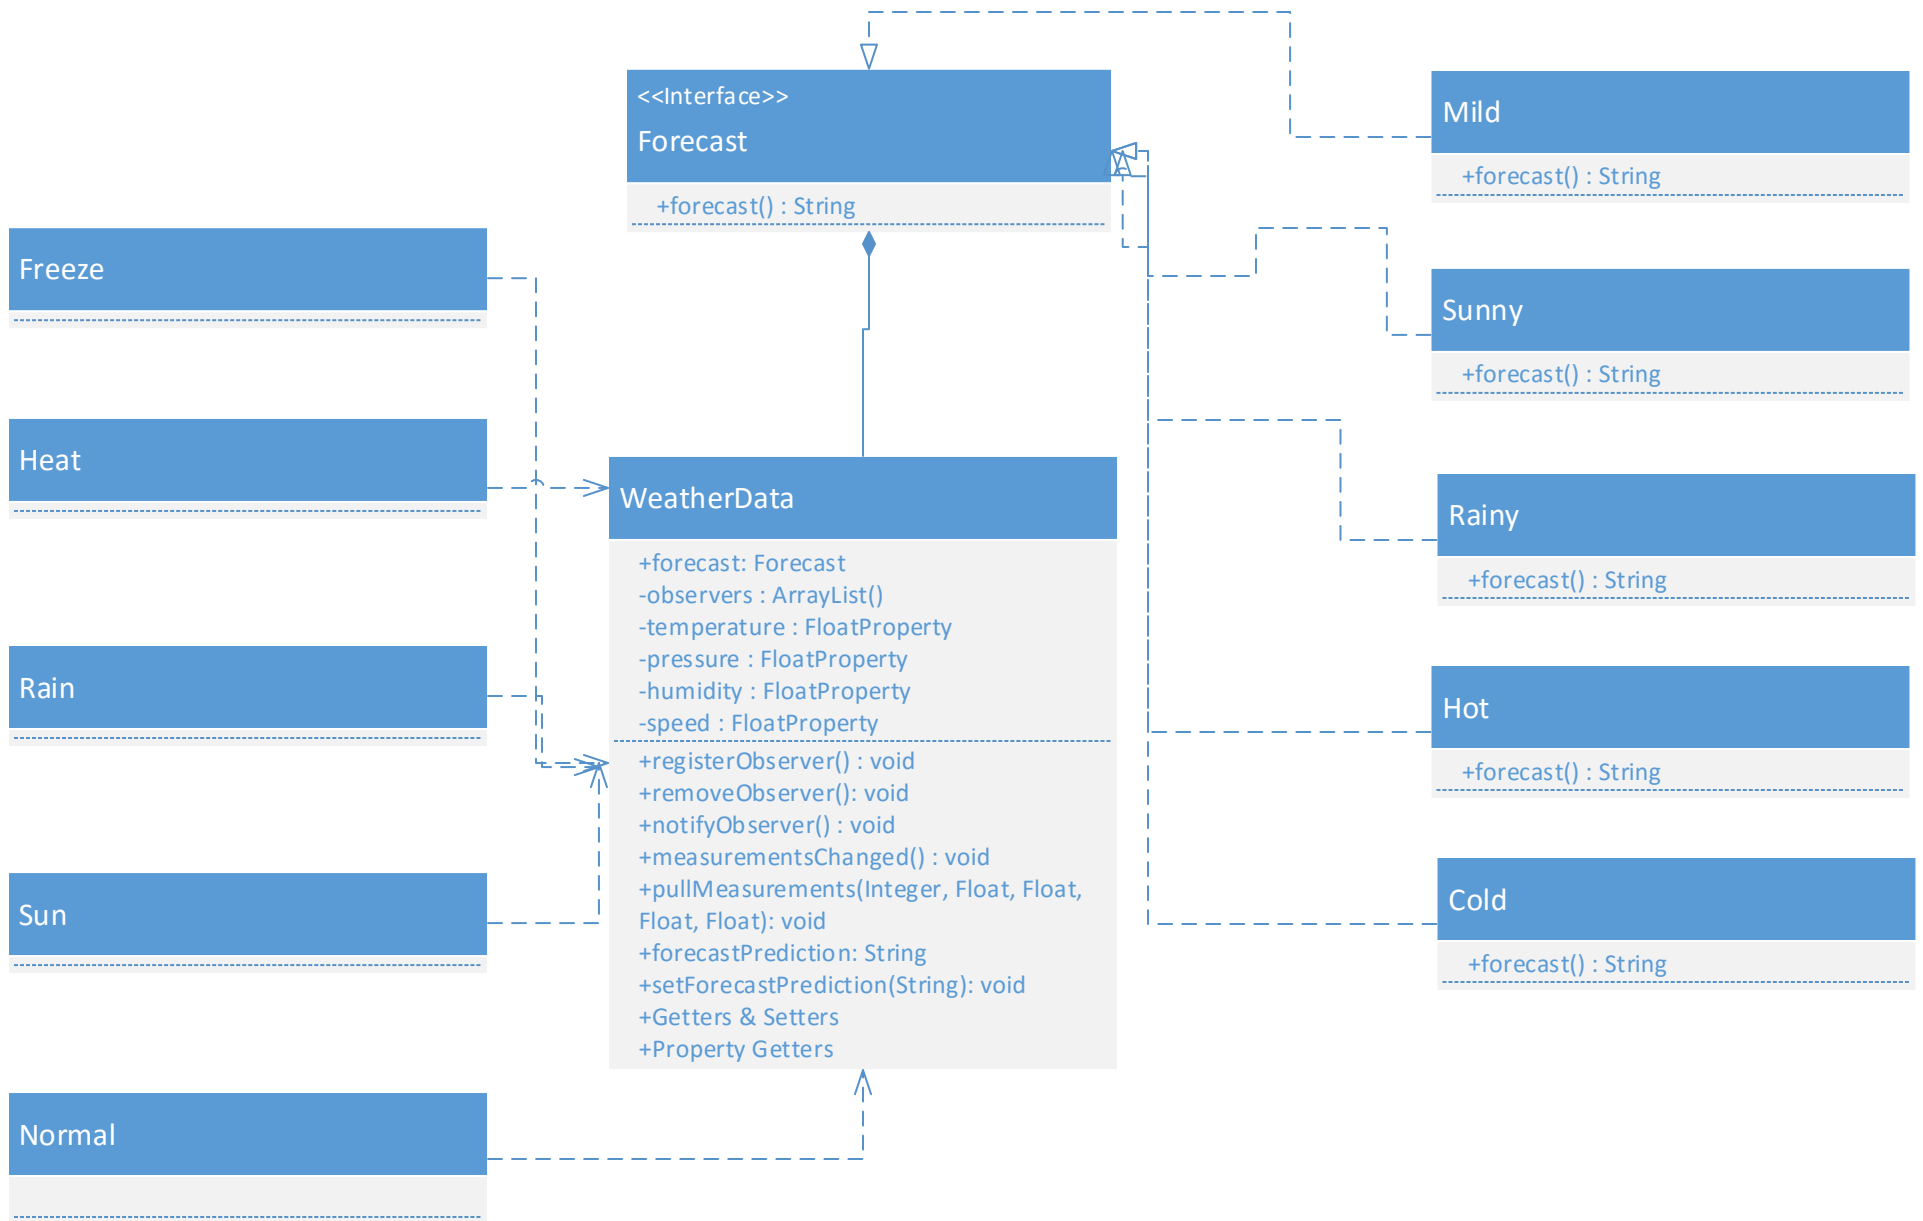 <<Interface>>
Forecast
+forecast() : String
Mild
+forecast() : String
Freeze
Sunny
+forecast() : String
Heat
WeatherData
+forecast: Forecast
-observers : ArrayList()
-temperature : FloatProperty
-pressure : FloatProperty
-humidity : FloatProperty
-speed : FloatProperty
+registerObserver() : void
+removeObserver(): void
+notifyObserver() : void
+measurementsChanged() : void
+pullMeasurements(Integer, Float, Float,
Float, Float): void
+forecastPrediction: String
+setForecastPrediction(String): void
+Getters & Setters
+Property Getters
Rainy
+forecast() : String
Rain
Hot
+forecast() : String
Sun
Cold
+forecast() : String
Normal